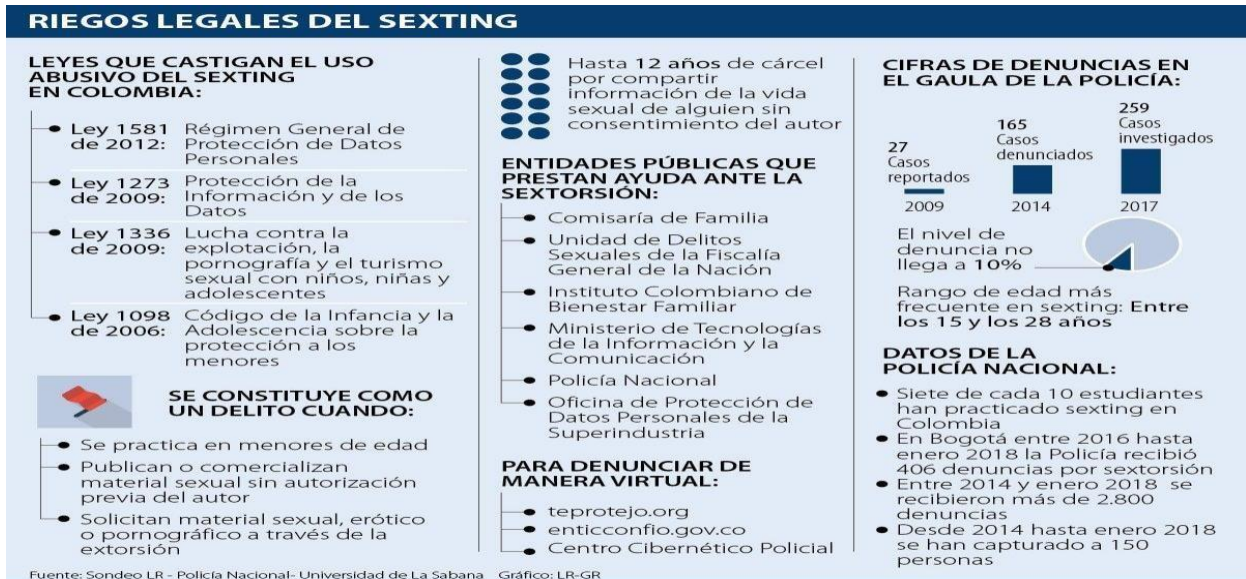 RIEGOS LEGALES DEL SEXTING
LEYES QUE CASTIGAN EL USO
ABUSIVO DEL SEXTING
EN COLOMBIA:
Ley 1581 Régimen General de
de 2012: Protección de Datos
Personales
Ley 1273 Protección de la
de 2009: Información y de los
Datos
Ley 1336 Lucha contra la
de 2009: explotación, la
pornografía y el turismo
sexual con niños, niñas y
adolescentes
Ley 1098 Código de la Infancia y la
de 2006: Adolescencia sobre la
protección a los
menores
SE CONSTITUYE COMO
UN DELITO CUANDO:
Se practica en menores de edad
Publican o comercializan
material sexual sin autorización
previa del autor
Solicitan material sexual, erótico
o pornográfico a través de la
extorsión
Hasta 12 años de cárcel
por compartir
información de la vida
sexual de alguien sin
consentimiento del autor
ENTIDADES PÚBLICAS QUE
PRESTAN AYUDA ANTE LA
SEXTORSIÓN:
Comisaría de Familia
Unidad de Delitos
Sexuales de la Fiscalía
General de la Nación
Instituto Colombiano de
Bienestar Familiar
Ministerio de Tecnologías
de la Información y la
Comunicación
Policía Nacional
Oficina de Protección de
Datos Personales de la
Superindustria
PARA DENUNCIAR DE
MANERA VIRTUAL:
teprotejo.org
enticconfio.gov.co
Centro Cibernético Policial
CIFRAS DE DENUNCIAS EN
EL GAULA DE LA POLICÍA:
27
Casos
reportados
2009
165
Casos
denunciados
2014
259
Casos
investigados
2017
El nivel de
denuncia no
llega a 10%
Rango de edad más
frecuente en sexting: Entre
los 15 y los 28 años
DATOS DE LA
POLICÍA NACIONAL:
Siete de cada 10 estudiantes
han practicado sexting en
Colombia
En Bogotá entre 2016 hasta
enero 2018 la Policía recibió
406 denuncias por sextorsión
Entre 2014 y enero 2018 se
recibieron más de 2.800
denuncias
Desde 2014 hasta enero 2018
se han capturado a 150
personas
Fuente: Sondeo LR - Policía Nacional- Universidad de La Sabana Gráfico: LR-GR